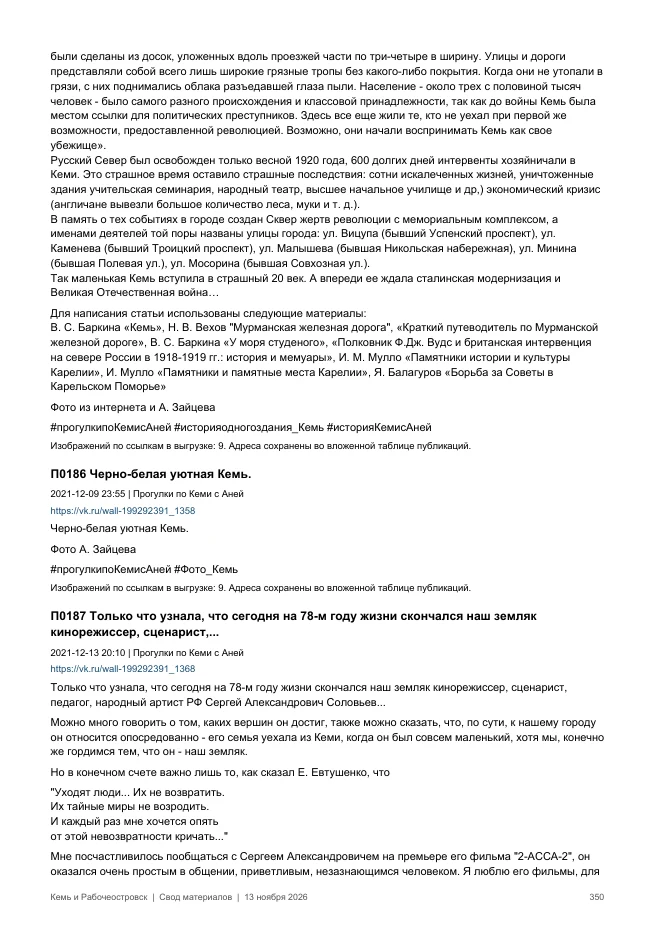 были сделаны из досок, уложенных вдоль проезжей части по три-четыре в ширину. Улицы и дороги
представляли собой всего лишь широкие грязные тропы без какого-либо покрытия. Когда они не утопали в
грязи, с них поднимались облака разъедавшей глаза пыли. Население - около трех с половиной тысяч
человек - было самого разного происхождения и классовой принадлежности, так как до войны Кемь была
местом ссылки для политических преступников. Здесь все еще жили те, кто не уехал при первой же
возможности, предоставленной революцией. Возможно, они начали воспринимать Кемь как свое
убежище».
Русский Север был освобожден только весной 1920 года, 600 долгих дней интервенты хозяйничали в
Кеми. Это страшное время оставило страшные последствия: сотни искалеченных жизней, уничтоженные
здания учительская семинария, народный театр, высшее начальное училище и др,) экономический кризис
(англичане вывезли большое количество леса, муки и т. д.).
В память о тех событиях в городе создан Сквер жертв революции с мемориальным комплексом, а
именами деятелей той поры названы улицы города: ул. Вицупа (бывший Успенский проспект), ул.
Каменева (бывший Троицкий проспект), ул. Малышева (бывшая Никольская набережная), ул. Минина
(бывшая Полевая ул.), ул. Мосорина (бывшая Совхозная ул.).
Так маленькая Кемь вступила в страшный 20 век. А впереди ее ждала сталинская модернизация и
Великая Отечественная война…
Для написания статьи использованы следующие материалы:
В. С. Баркина «Кемь», Н. В. Вехов "Мурманская железная дорога", «Краткий путеводитель по Мурманской
железной дороге», В. С. Баркина «У моря студеного», «Полковник Ф.Дж. Вудс и британская интервенция
на севере России в 1918-1919 гг.: история и мемуары», И. М. Мулло «Памятники истории и культуры
Карелии», И. Мулло «Памятники и памятные места Карелии», Я. Балагуров «Борьба за Советы в
Карельском Поморье»
Фото из интернета и А. Зайцева
#прогулкипоКемисАней #историяодногоздания_Кемь #историяКемисАней
Изображений по ссылкам в выгрузке: 9. Адреса сохранены во вложенной таблице публикаций.
П0186 Черно-белая уютная Кемь.
2021-12-09 23:55 | Прогулки по Кеми с Аней
https://vk.ru/wall-199292391_1358
Черно-белая уютная Кемь.
Фото А. Зайцева
#прогулкипоКемисАней #Фото_Кемь
Изображений по ссылкам в выгрузке: 9. Адреса сохранены во вложенной таблице публикаций.
П0187 Только что узнала, что сегодня на 78-м году жизни скончался наш земляк
кинорежиссер, сценарист,...
2021-12-13 20:10 | Прогулки по Кеми с Аней
https://vk.ru/wall-199292391_1368
Только что узнала, что сегодня на 78-м году жизни скончался наш земляк кинорежиссер, сценарист,
педагог, народный артист РФ Сергей Александрович Соловьев...
Можно много говорить о том, каких вершин он достиг, также можно сказать, что, по сути, к нашему городу
он относится опосредованно - его семья уехала из Кеми, когда он был совсем маленький, хотя мы, конечно
же гордимся тем, что он - наш земляк.
Но в конечном счете важно лишь то, как сказал Е. Евтушенко, что
"Уходят люди... Их не возвратить.
Их тайные миры не возродить.
И каждый раз мне хочется опять
от этой невозвратности кричать..."
Мне посчастливилось пообщаться с Сергеем Александровичем на премьере его фильма "2-АССА-2", он
оказался очень простым в общении, приветливым, незазнающимся человеком. Я люблю его фильмы, для
Кемь и Рабочеостровск | Свод материалов | 13 ноября 2026
350